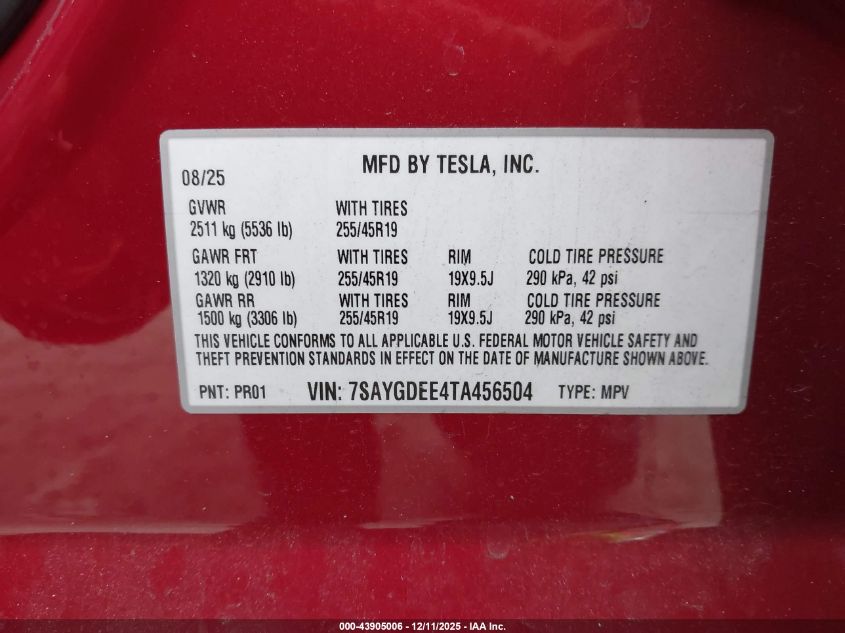 MFD BY TESLA, INC.
08/25
GVWR WITH TIRES
2511 kg (5536 lb) 255/45R19
GAWR FRT WITH TIRES RIM COLD TIRE PRESSURE
1320 kg (2910 lb) 255/45R19 19X9.5J 290 kPa, 42 psi
GAWR RR WITH TIRES RIM COLD TIRE PRESSURE
1500 kg (3306 lb) 255/45R19 19X9.5J 290 kPa, 42 psi
THIS VEHICLE CONFORMS TO ALL APPLICABLE U.S. FEDERAL MOTOR VEHICLE SAFETY AND
THEFT PREVENTION STANDARDS IN EFFECT ON THE DATE OF MANUFACTURE SHOWN ABOVE.
PNT: PR01 VIN: 7SAYGDEE4TA456504 TYPE: MPV
000-43905006 - 12/11/2025 - IAA Inc.